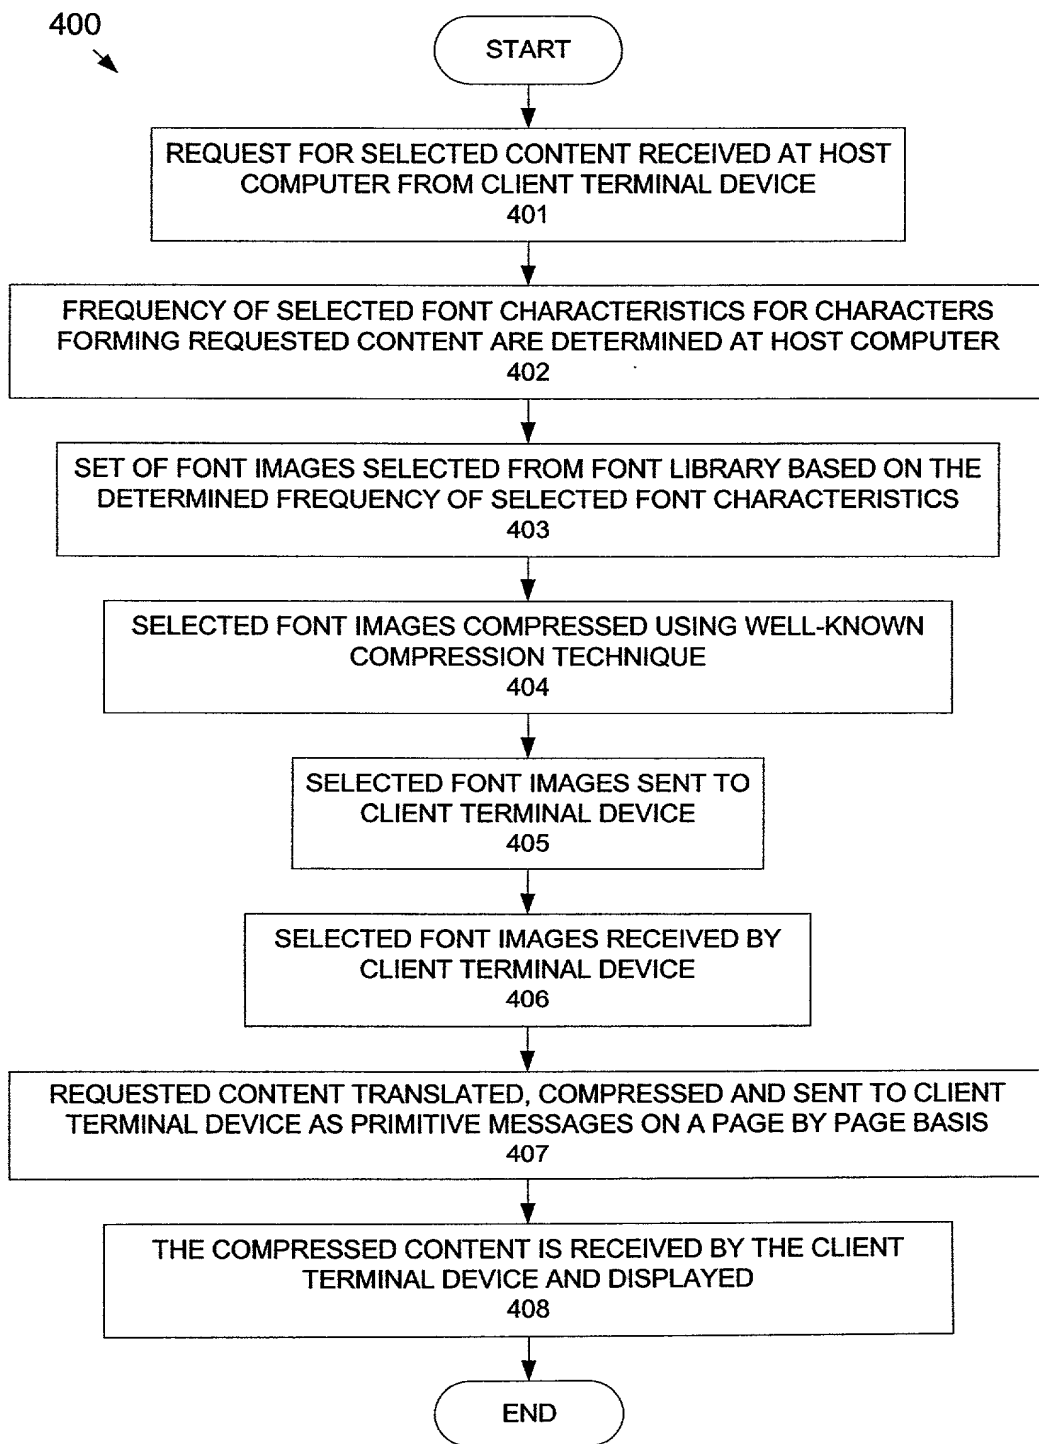 400
START
REQUEST FOR SELECTED CONTENT RECEIVED AT HOST
COMPUTER FROM CLIENT TERMINAL DEVICE
401
FREQUENCY OF SELECTED FONT CHARACTERISTICS FOR CHARACTERS
FORMING REQUESTED CONTENT ARE DETERMINED AT HOST COMPUTER
402
SET OF FONT IMAGES SELECTED FROM FONT LIBRARY BASED ON THE
DETERMINED FREQUENCY OF SELECTED FONT CHARACTERISTICS
403
SELECTED FONT IMAGES COMPRESSED USING WELL-KNOWN
COMPRESSION TECHNIQUE
404
SELECTED FONT IMAGES SENT TO
CLIENT TERMINAL DEVICE
405
SELECTED FONT IMAGES RECEIVED BY
CLIENT TERMINAL DEVICE
406
REQUESTED CONTENT TRANSLATED, COMPRESSED AND SENT TO CLIENT
TERMINAL DEVICE AS PRIMITIVE MESSAGES ON A PAGE BY PAGE BASIS
407
THE COMPRESSED CONTENT IS RECEIVED BY THE CLIENT
TERMINAL DEVICE AND DISPLAYED
408
END